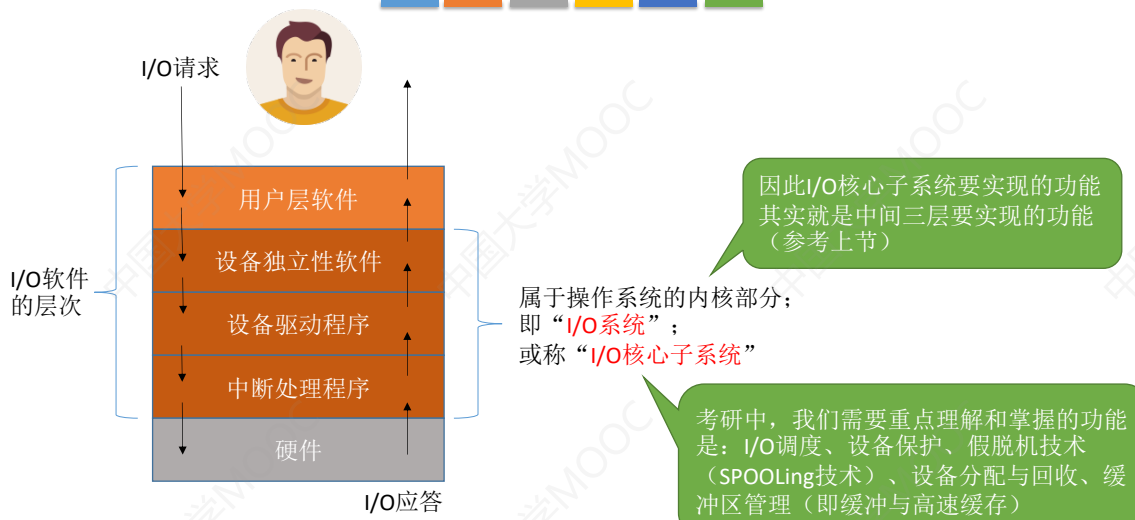 I/O请求
用户层软件
设备独立性软件
设备驱动程序
中断处理程序
硬件
I/O应答
I/O软件
的层次
属于操作系统的内核部分；
即“I/O系统”；
或称“I/O核心子系统”
因此I/O核心子系统要实现的功能
其实就是中间三层要实现的功能
（参考上节）
考研中，我们需要重点理解和掌握的功能
是：I/O调度、设备保护、假脱机技术
（SPOOLing技术）、设备分配与回收、缓
冲区管理（即缓冲与高速缓存）
中国大学MOOC